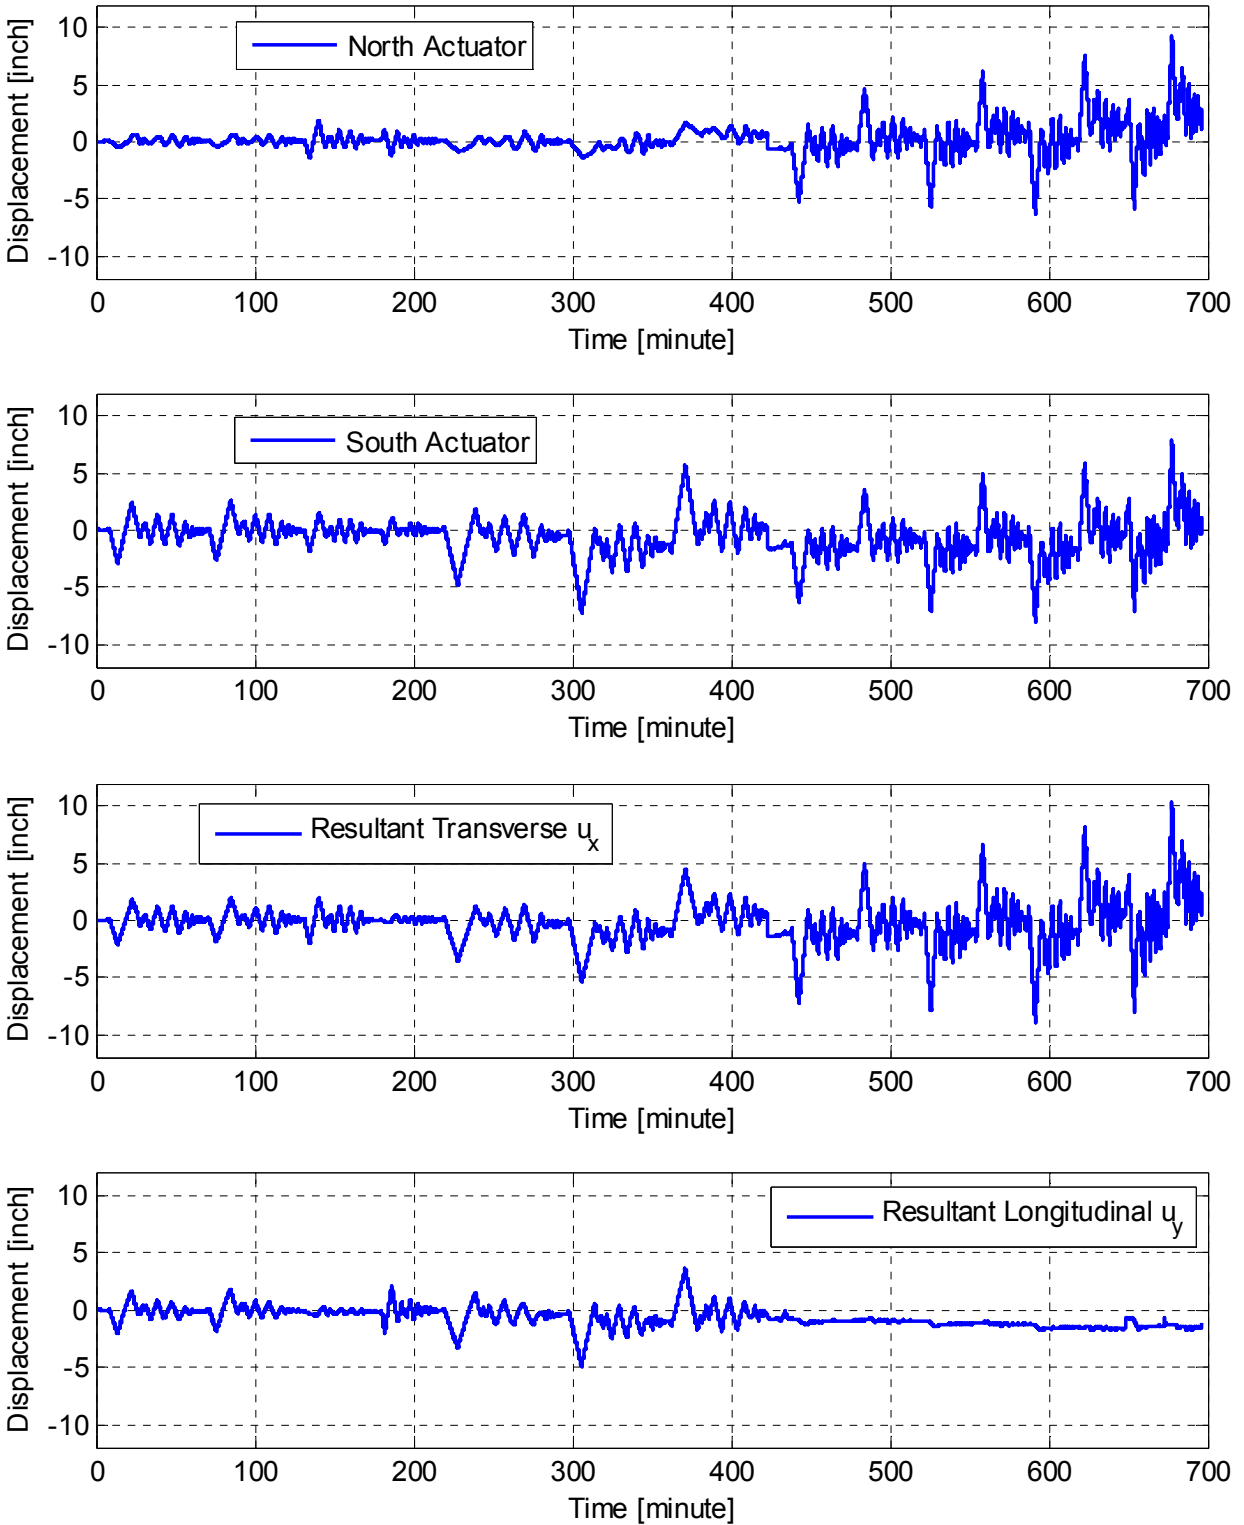 North Actuator
10
5
0
-5
-10
Displacement [inch]
0 100 200 300 400 500 600 700
Time [minute]
South Actuator
10
5
0
-5
-10
Displacement [inch]
0 100 200 300 400 500 600 700
Time [minute]
Resultant Transverse u_x
10
5
0
-5
-10
Displacement [inch]
0 100 200 300 400 500 600 700
Time [minute]
Resultant Longitudinal u_y
10
5
0
-5
-10
Displacement [inch]
0 100 200 300 400 500 600 700
Time [minute]